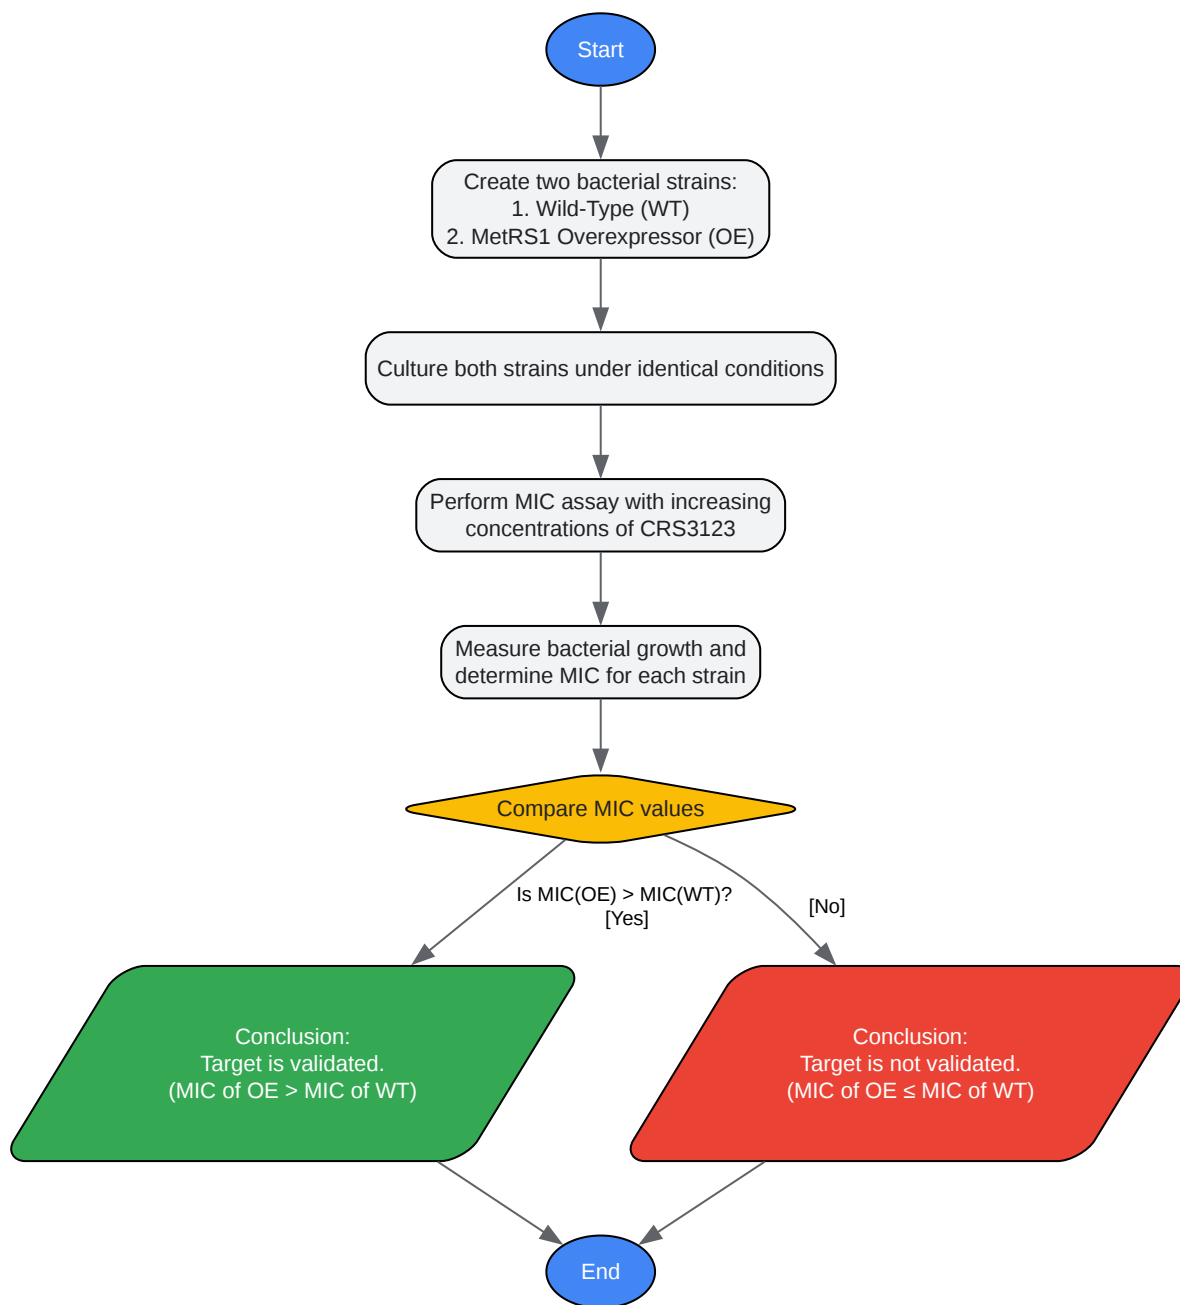 Start
Create two bacterial strains:
1. Wild-Type (WT)
2. MetRS1 Overexpressor (OE)
Culture both strains under identical conditions
Perform MIC assay with increasing
concentrations of CRS3123
Measure bacterial growth and
determine MIC for each strain
Compare MIC values
Is MIC(OE) > MIC(WT)?
[Yes]
[No]
Conclusion:
Target is validated.
(MIC of OE > MIC of WT)
Conclusion:
Target is not validated.
(MIC of OE ≤ MIC of WT)
End